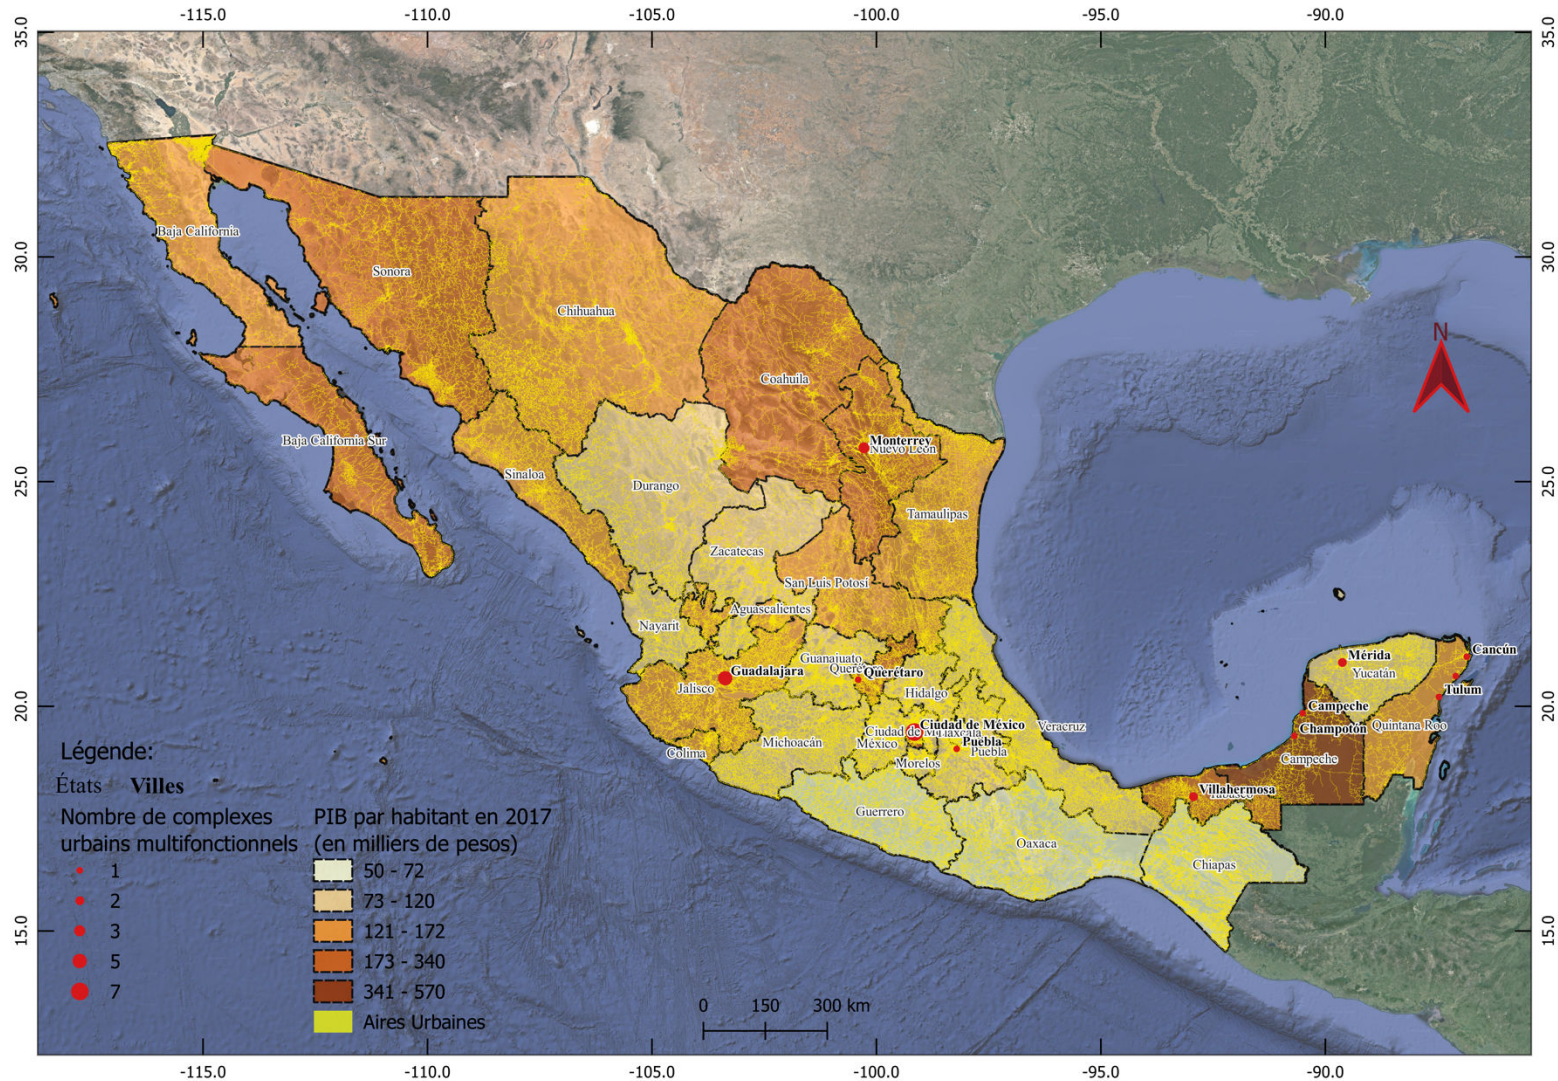 -115.0 -110.0 -105.0 -100.0 -95.0 -90.0
35.0 35.0
30.0 30.0
25.0 25.0
20.0 20.0
15.0 15.0
N
Baja California
Sonora
Chihuahua
Coahuila
Baja California Sur
Monterrey
Nuevo León
Sinaloa
Durango
Tamaulipas
Zacatecas
San Luis Potosí
Aguascalientes
Nayarit
Guanajuato
Guadalajara
Querétaro
Jalisco
Hidalgo
Mérida
Cancún
Yucatán
Tulum
Campeche
Ciudad de México
Veracruz
Quintana Roo
Champotón
Michoacán
México
Puebla
Puebla
Colima
Morelos
Campeche
Villahermosa
Guerrero
Oaxaca
Chiapas
Légende:
États Villes
Nombre de complexes
urbains multifonctionnels
1
2
3
5
7
PIB par habitant en 2017
(en milliers de pesos)
50 - 72
73 - 120
121 - 172
173 - 340
341 - 570
Aires Urbaines
0 150 300 km
-115.0 -110.0 -105.0 -100.0 -95.0 -90.0